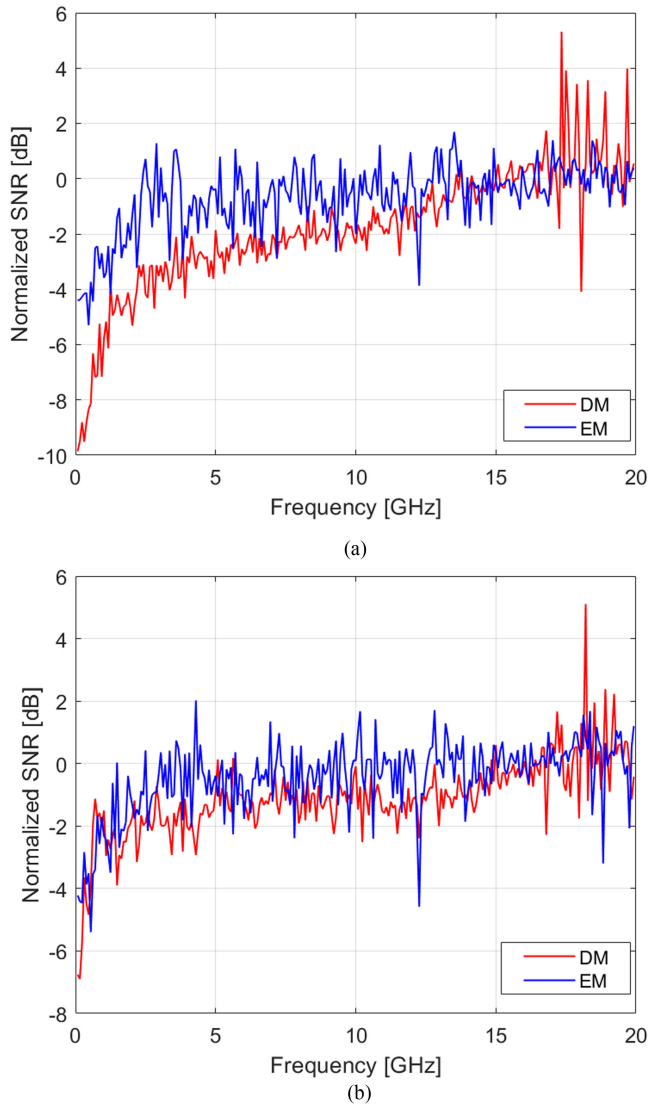 6
4
2
0
-2
-4
-6
-8
-10
Normalized SNR [dB]
DM
EM
0 5 10 15 20
Frequency [GHz]
(a)
6
4
2
0
-2
-4
-6
-8
Normalized SNR [dB]
DM
EM
0 5 10 15 20
Frequency [GHz]
(b)